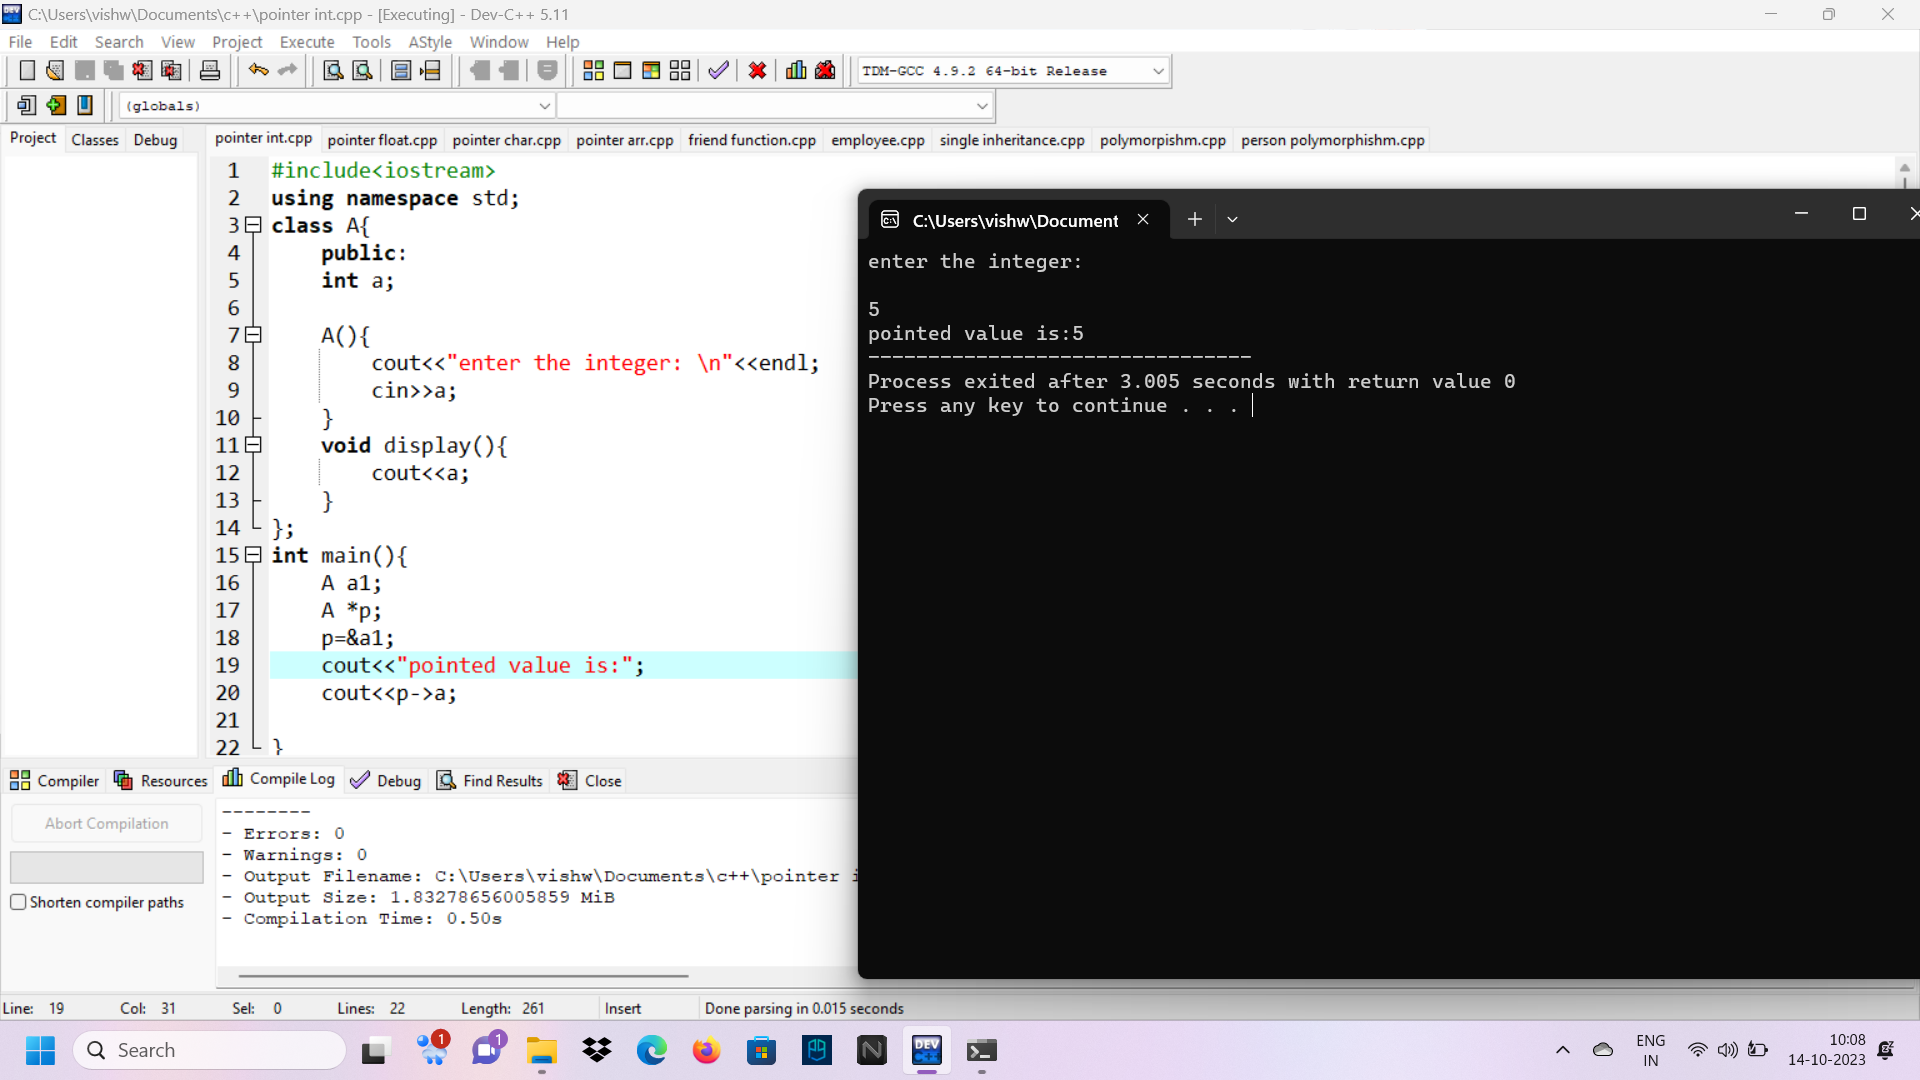 C:\Users\vishw\Documents\c++\pointer int.cpp - [Executing] - Dev-C++ 5.11
File Edit Search View Project Execute Tools AStyle Window Help
TDM-GCC 4.9.2 64-bit Release
(globals)
Project Classes Debug
pointer int.cpp pointer float.cpp pointer char.cpp pointer arr.cpp friend function.cpp employee.cpp single inheritance.cpp polymorpishm.cpp person polymorphishm.cpp
1 #include<iostream>
2 using namespace std;
3 class A{
4 public:
5 int a;
6
7 A(){
8 cout<<"enter the integer: \n"<<endl;
9 cin>>a;
10 }
11 void display(){
12 cout<<a;
13 }
14 };
15 int main(){
16 A a1;
17 A *p;
18 p=&a1;
19 cout<<"pointed value is:";
20 cout<<p->a;
21
22 }
C:\Users\vishw\Document
enter the integer:
5
pointed value is:5
--------------------------------
Process exited after 3.005 seconds with return value 0
Press any key to continue . . .
Compiler Resources Compile Log Debug Find Results Close
Abort Compilation
Shorten compiler paths
--------
- Errors: 0
- Warnings: 0
- Output Filename: C:\Users\vishw\Documents\c++\pointer i
- Output Size: 1.83278656005859 MiB
- Compilation Time: 0.50s
Line: 19 Col: 31 Sel: 0 Lines: 22 Length: 261 Insert Done parsing in 0.015 seconds
Search
1
1
DEV C++
ENG
IN
10:08
14-10-2023